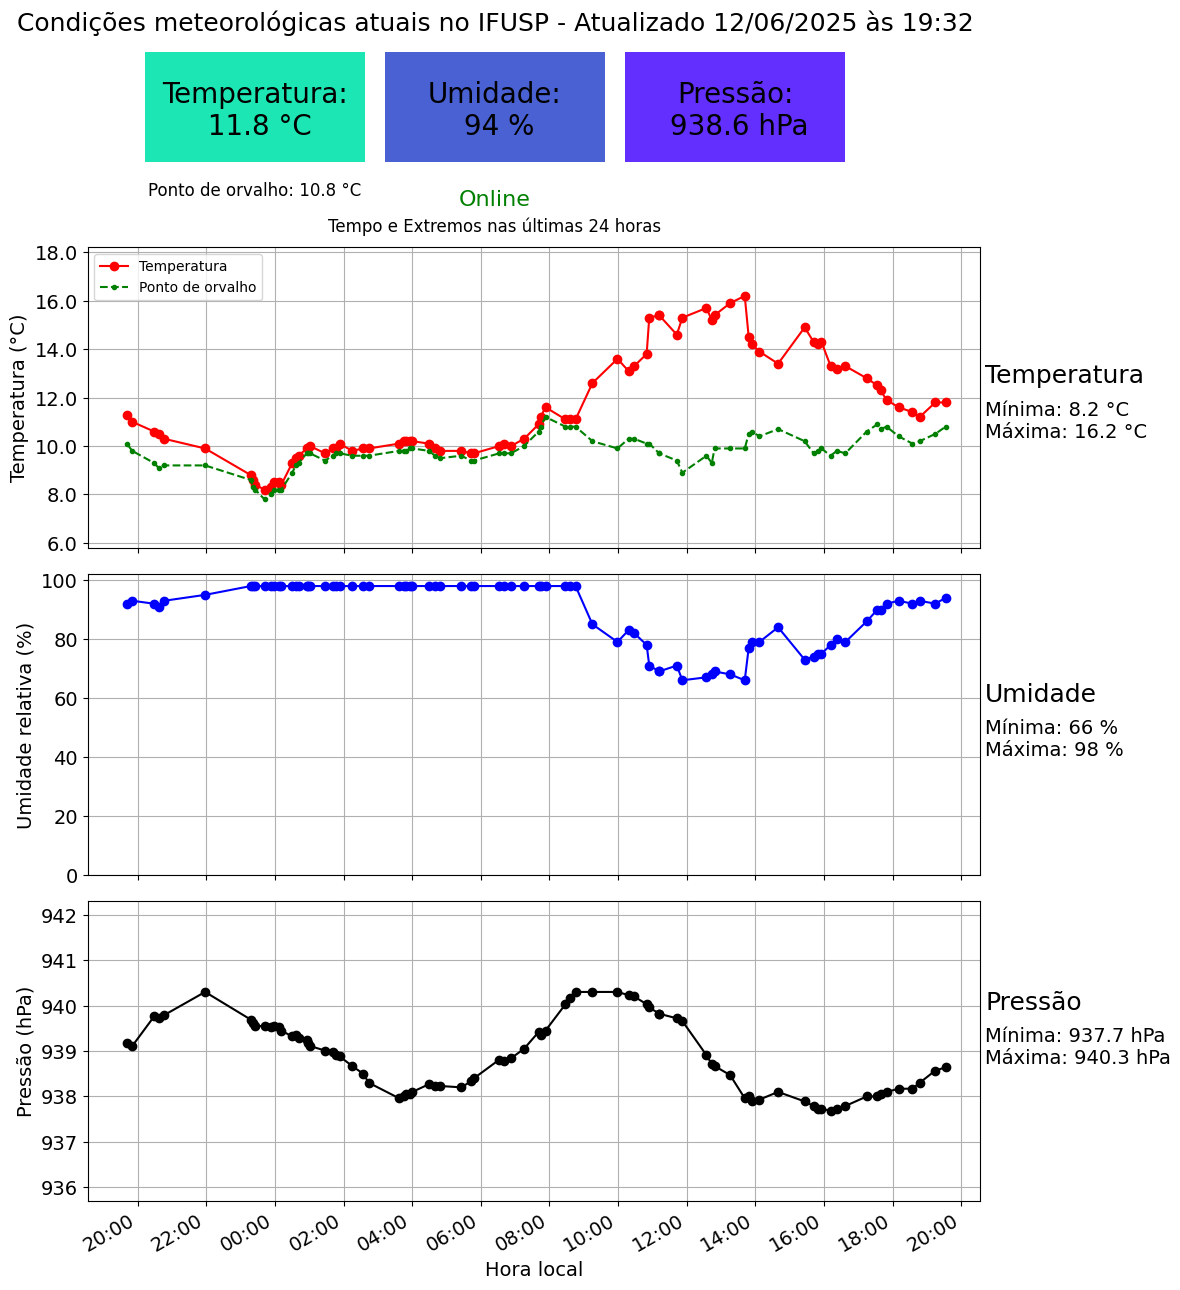 Condições meteorológicas atuais no IFUSP - Atualizado 12/06/2025 às 19:32
Temperatura:
11.8 °C
Umidade:
94 %
Pressão:
938.6 hPa
Ponto de orvalho: 10.8 °C
Online
Tempo e Extremos nas últimas 24 horas
Temperatura (°C)
18.0
16.0
14.0
12.0
10.0
8.0
6.0
Temperatura
Ponto de orvalho
Temperatura
Mínima: 8.2 °C
Máxima: 16.2 °C
Umidade relativa (%)
100
80
60
40
20
0
Umidade
Mínima: 66 %
Máxima: 98 %
Pressão (hPa)
942
941
940
939
938
937
936
Pressão
Mínima: 937.7 hPa
Máxima: 940.3 hPa
20:00 22:00 00:00 02:00 04:00 06:00 08:00 10:00 12:00 14:00 16:00 18:00 20:00
Hora local